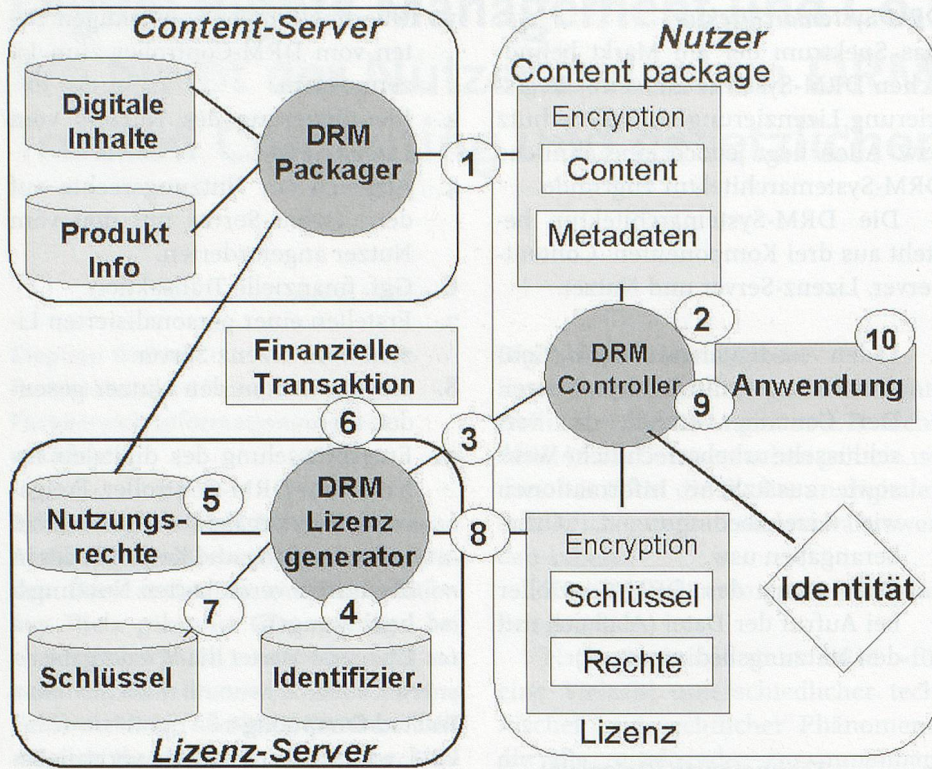 Content-Server
Digitale
Inhalte
Produkt
Info
DRM
Packager
1
Nutzer
Content package
Encryption
Content
Metadaten
2
DRM
Controller
9
10
Anwendung
Finanzielle
Transaktion
6
3
5
Nutzungs-
rechte
DRM
Lizenz
generator
8
7
4
Schlüssel
Identifizier.
Lizenz-Server
Encryption
Schlüssel
Rechte
Lizenz
Identität